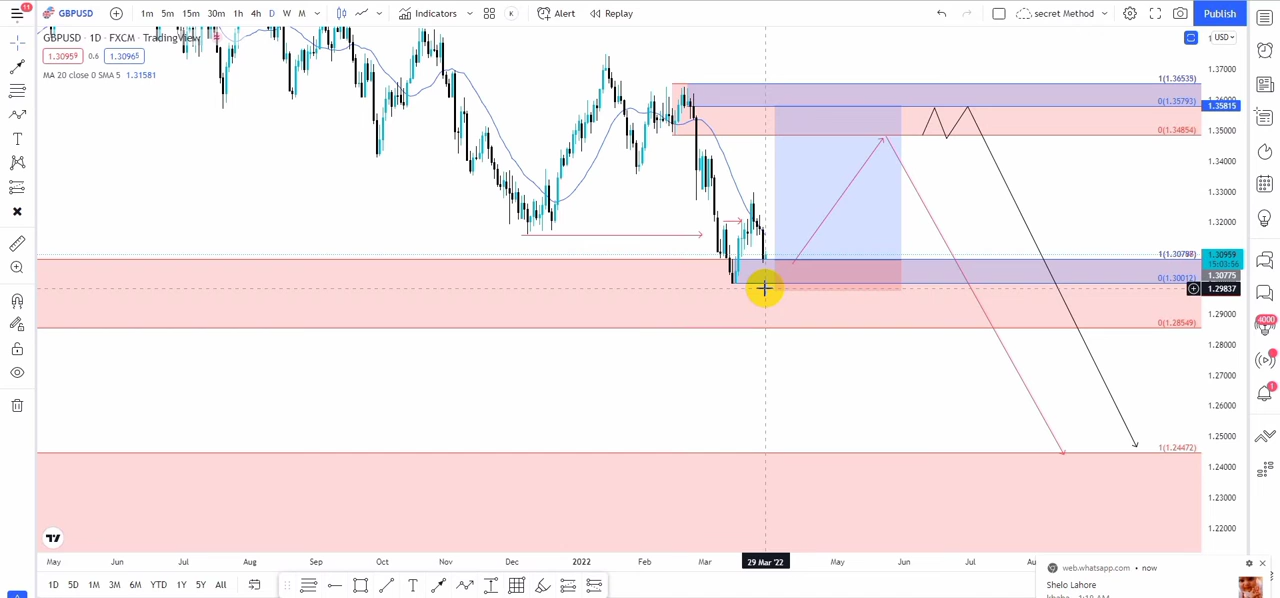 11
GBPUSD
1m 5m 15m 30m 1h 4h D W M
Indicators
K
Alert
Replay
secret Method
Publish
GBPUSD · 1D · FXCM · TradingView
USD
1.30959 0.6 1.30965
MA 20 close 0 SMA 5 1.31581
1.37000
1(1.36533)
1.36000
0(1.35793)
1.35815
1.35000
0(1.34854)
1.34000
1.33000
1.32000
1.30959
15:03:56
1.30775
0(1.30012)
1.29837
1.29000
0(1.28549)
1.28000
1.27000
1.26000
1.25000
1(1.24472)
1.24000
1.23000
1.22000
4000
1
May Jun Jul Aug Sep Oct Nov Dec 2022 Feb Mar 29 Mar '22 May Jun Jul
1D 5D 1M 3M 6M YTD 1Y 5Y All
web.whatsapp.com • now
Shelo Lahore